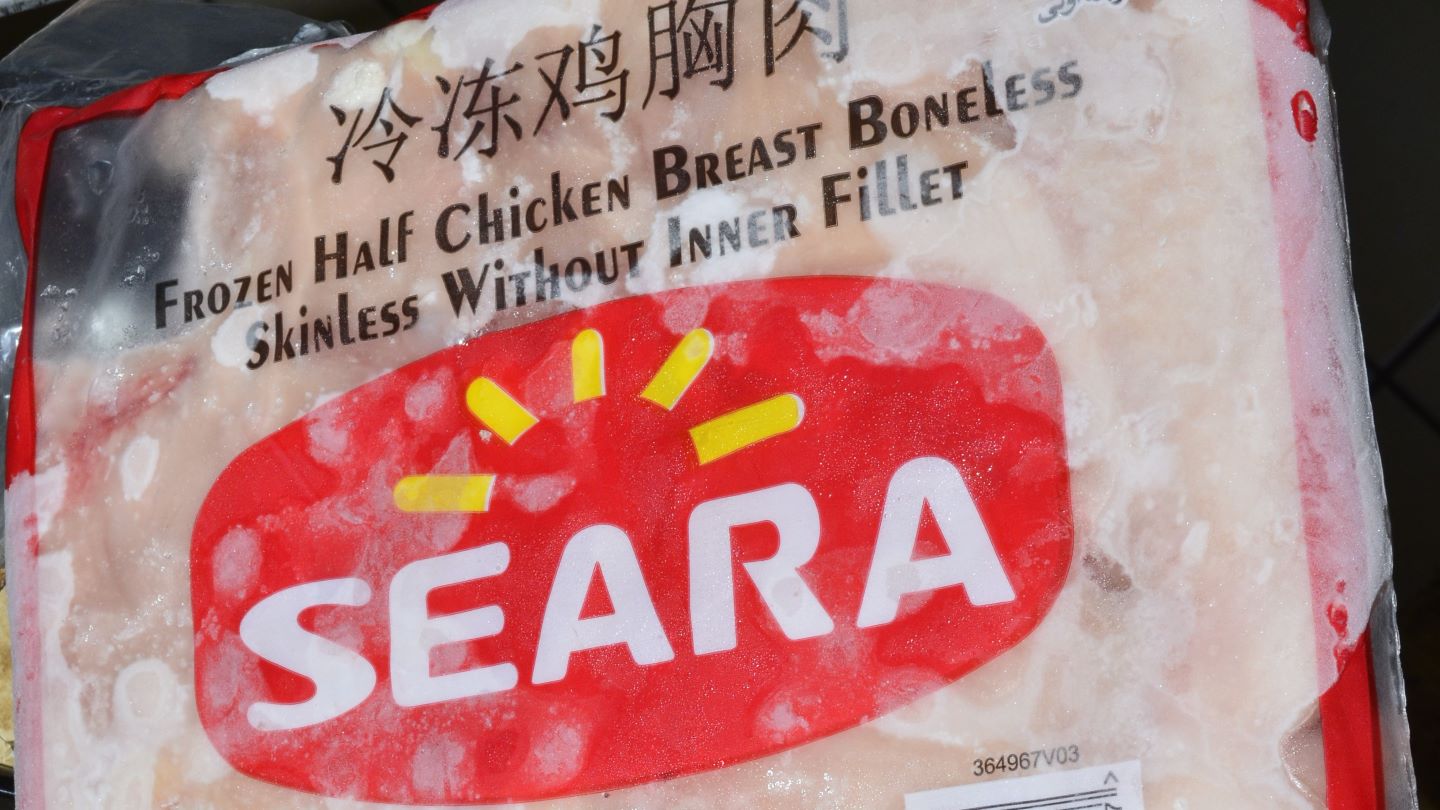 冷冻鸡胸肉
Frozen Half Chicken Breast Boneless
Skinless Without Inner Fillet
SEARA
364967V03